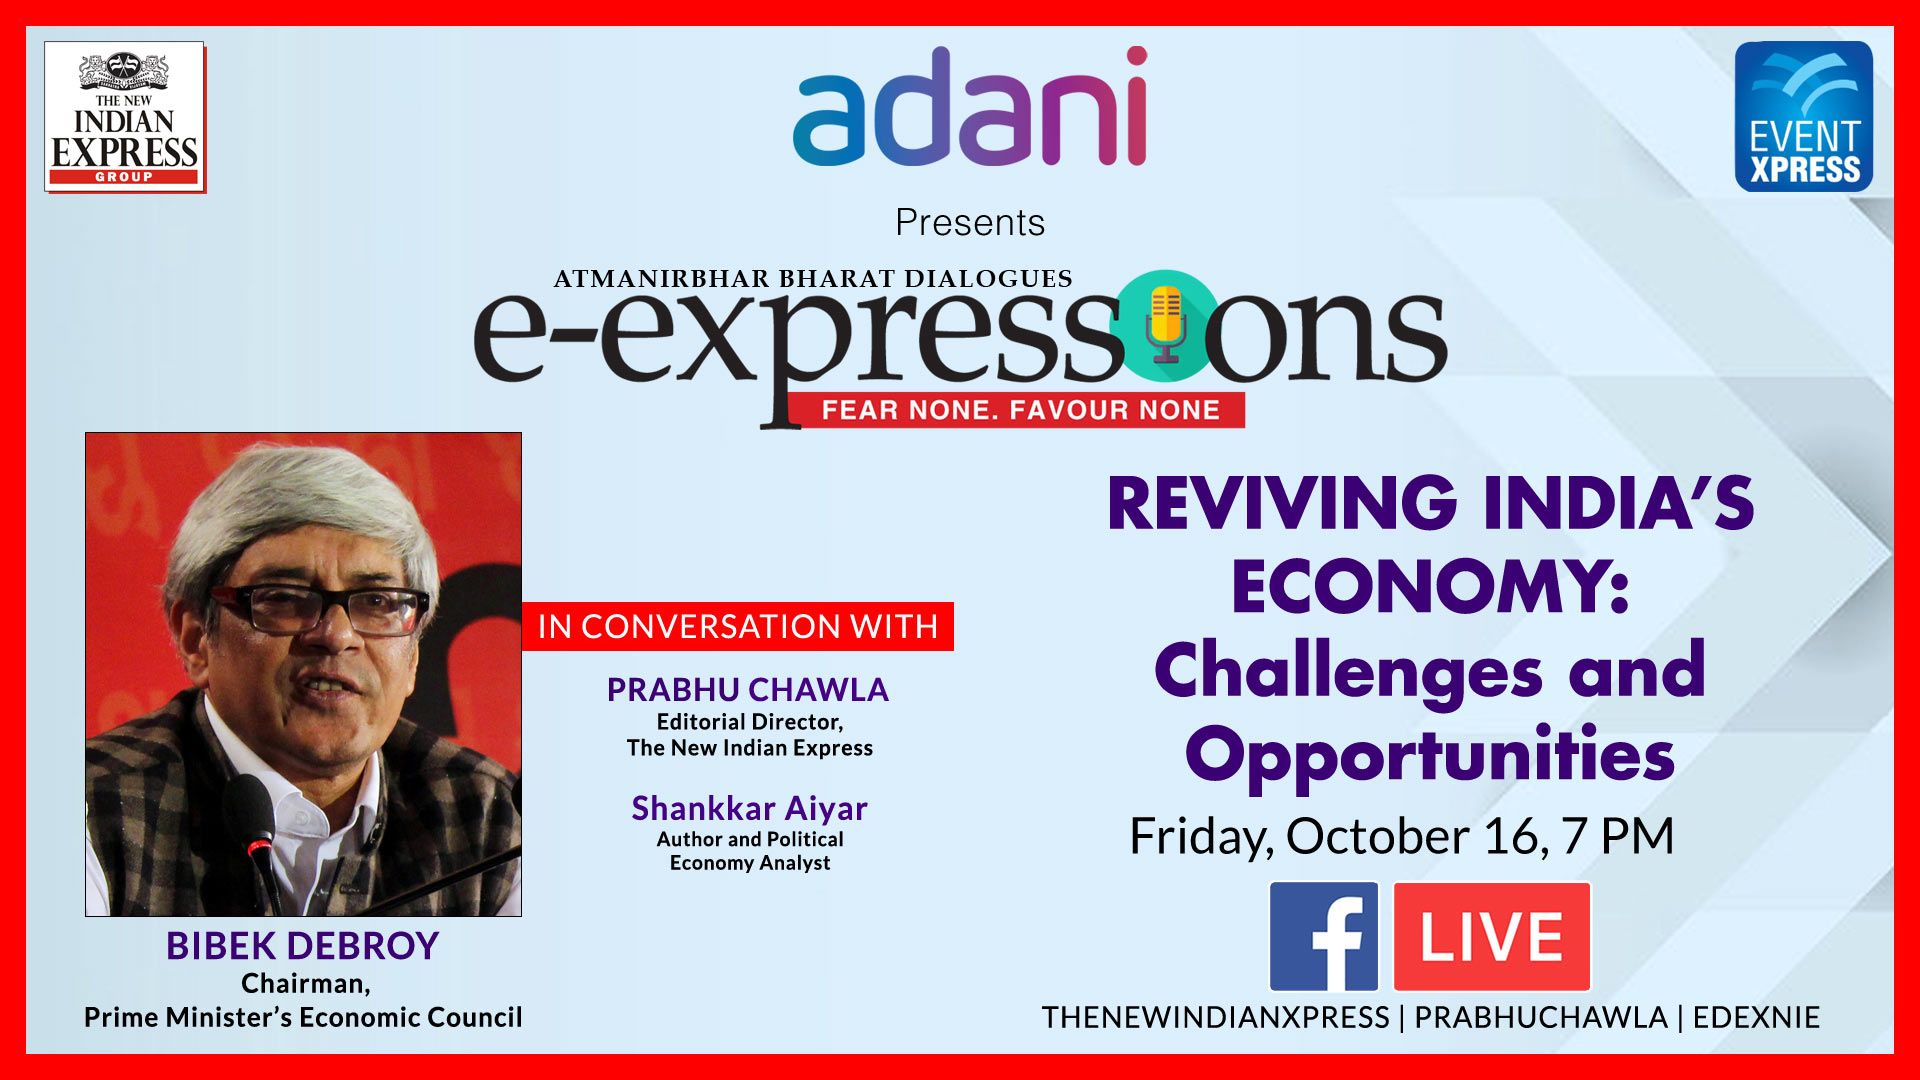 THE NEW
INDIAN
EXPRESS
GROUP
adani
EVENT
XPRESS
Presents
ATMANIRBHAR BHARAT DIALOGUES
e-expressions
FEAR NONE. FAVOUR NONE
REVIVING INDIA'S
ECONOMY:
Challenges and
Opportunities
Friday, October 16, 7 PM
f LIVE
THENEWINDIANXPRESS | PRABHUCHAWLA | EDEXNIE
IN CONVERSATION WITH
PRABHU CHAWLA
Editorial Director,
The New Indian Express
Shankkar Aiyar
Author and Political
Economy Analyst
BIBEK DEBROY
Chairman,
Prime Minister's Economic Council